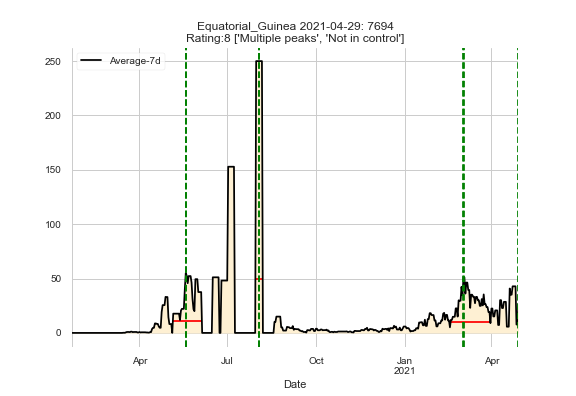 Equatorial_Guinea 2021-04-29: 7694
Rating:8 ['Multiple peaks', 'Not in control']
Average-7d
250
200
150
100
50
0
Apr Jul Oct Jan Apr
2021
Date